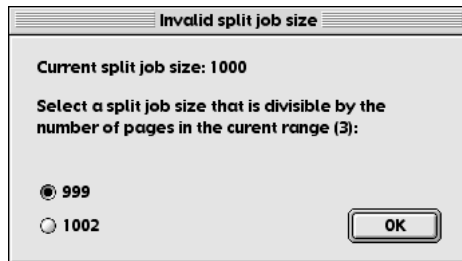 Invalid split job size
Current split job size: 1000
Select a split job size that is divisible by the
number of pages in the curent range (3):
999
1002
OK